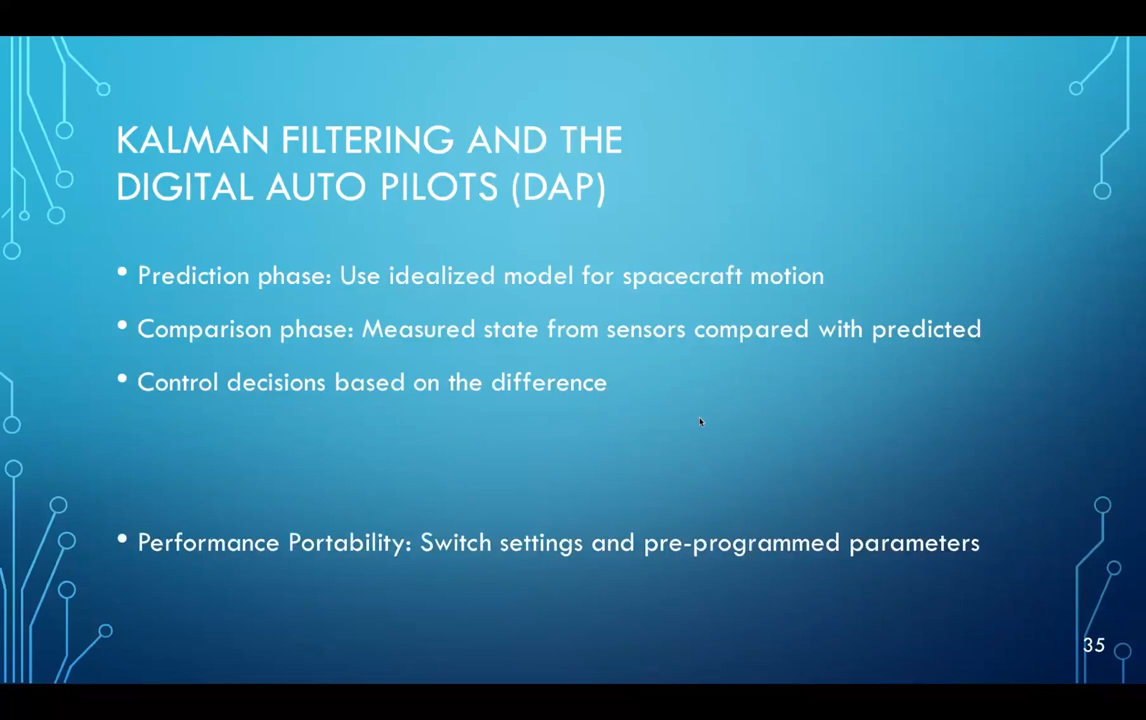 KALMAN FILTERING AND THE
DIGITAL AUTO PILOTS (DAP)
• Prediction phase: Use idealized model for spacecraft motion
• Comparison phase: Measured state from sensors compared with predicted
• Control decisions based on the difference
• Performance Portability: Switch settings and pre-programmed parameters
35